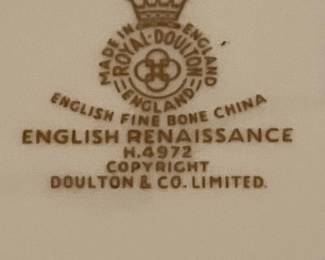 MADE IN ENGLAND
ROYAL DOULTON
ENGLAND
ENGLISH FINE BONE CHINA
ENGLISH RENAISSANCE
H.4972
COPYRIGHT
DOULTON & CO. LIMITED.